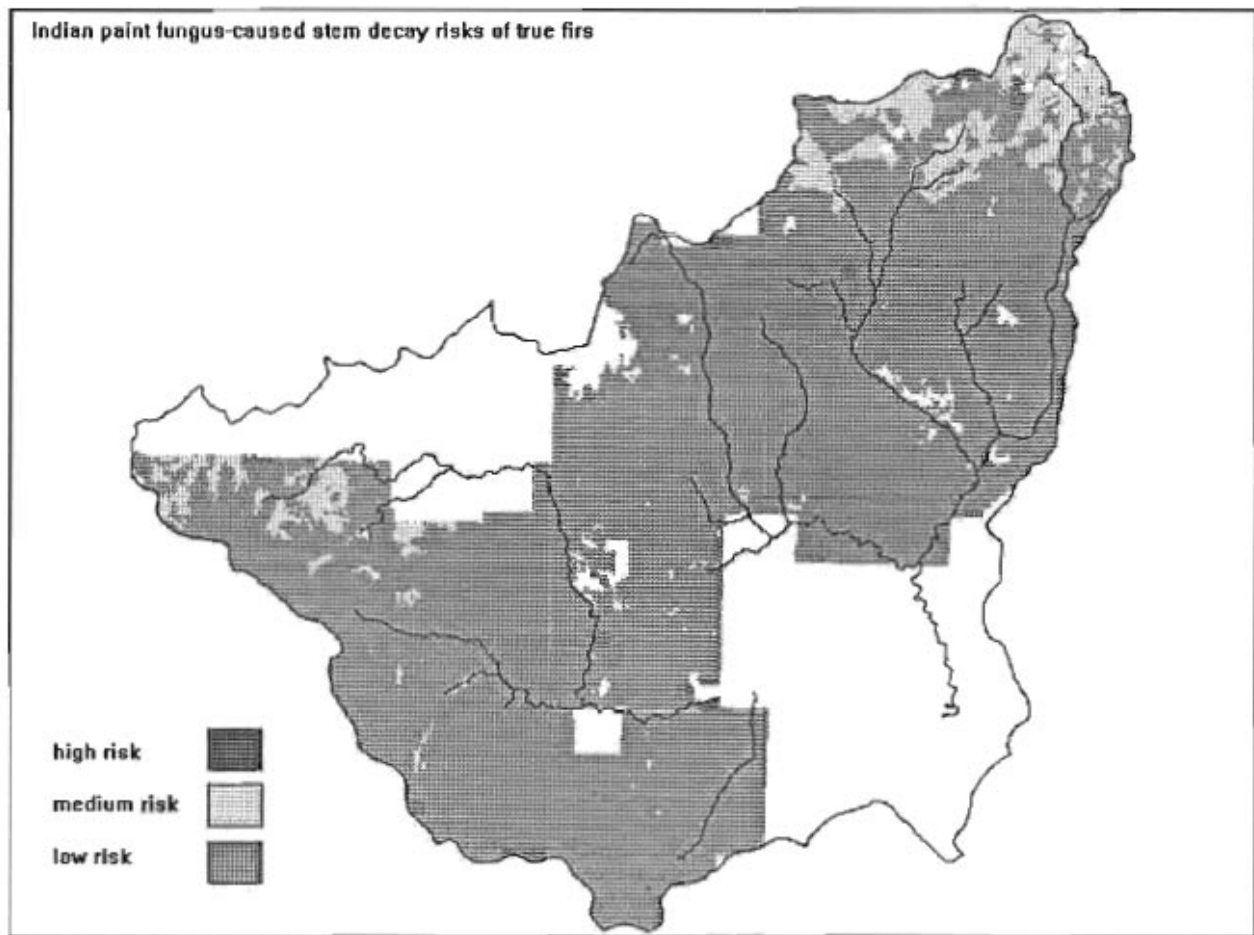 Indian paint fungus-caused stem decay risks of true firs
high risk
medium risk
low risk